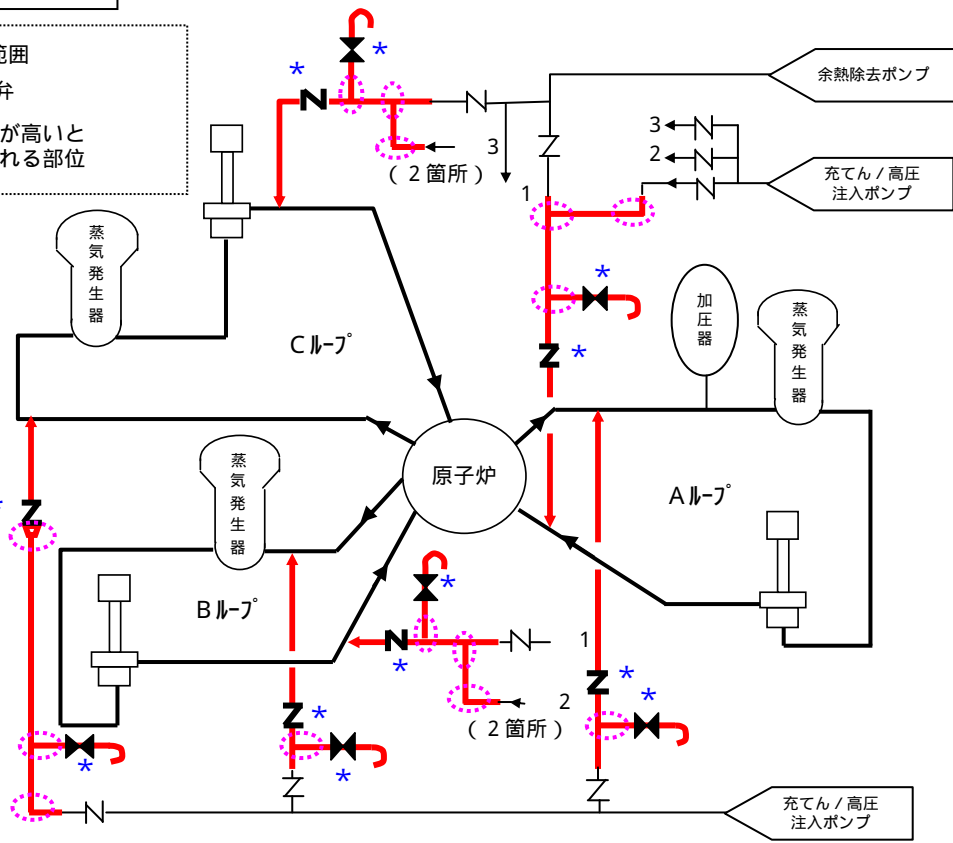 範囲
弁
が高いと
れる部位
*
*
(2箇所)
3
1
余熱除去ポンプ
3
2
充てん/高圧
注入ポンプ
*
*
蒸気発生器
Cループ
加圧器
蒸気発生器
原子炉
Aループ
蒸気発生器
Bループ
*
*
1
2
(2箇所)
*
*
*
*
*
*
充てん/高圧
注入ポンプ